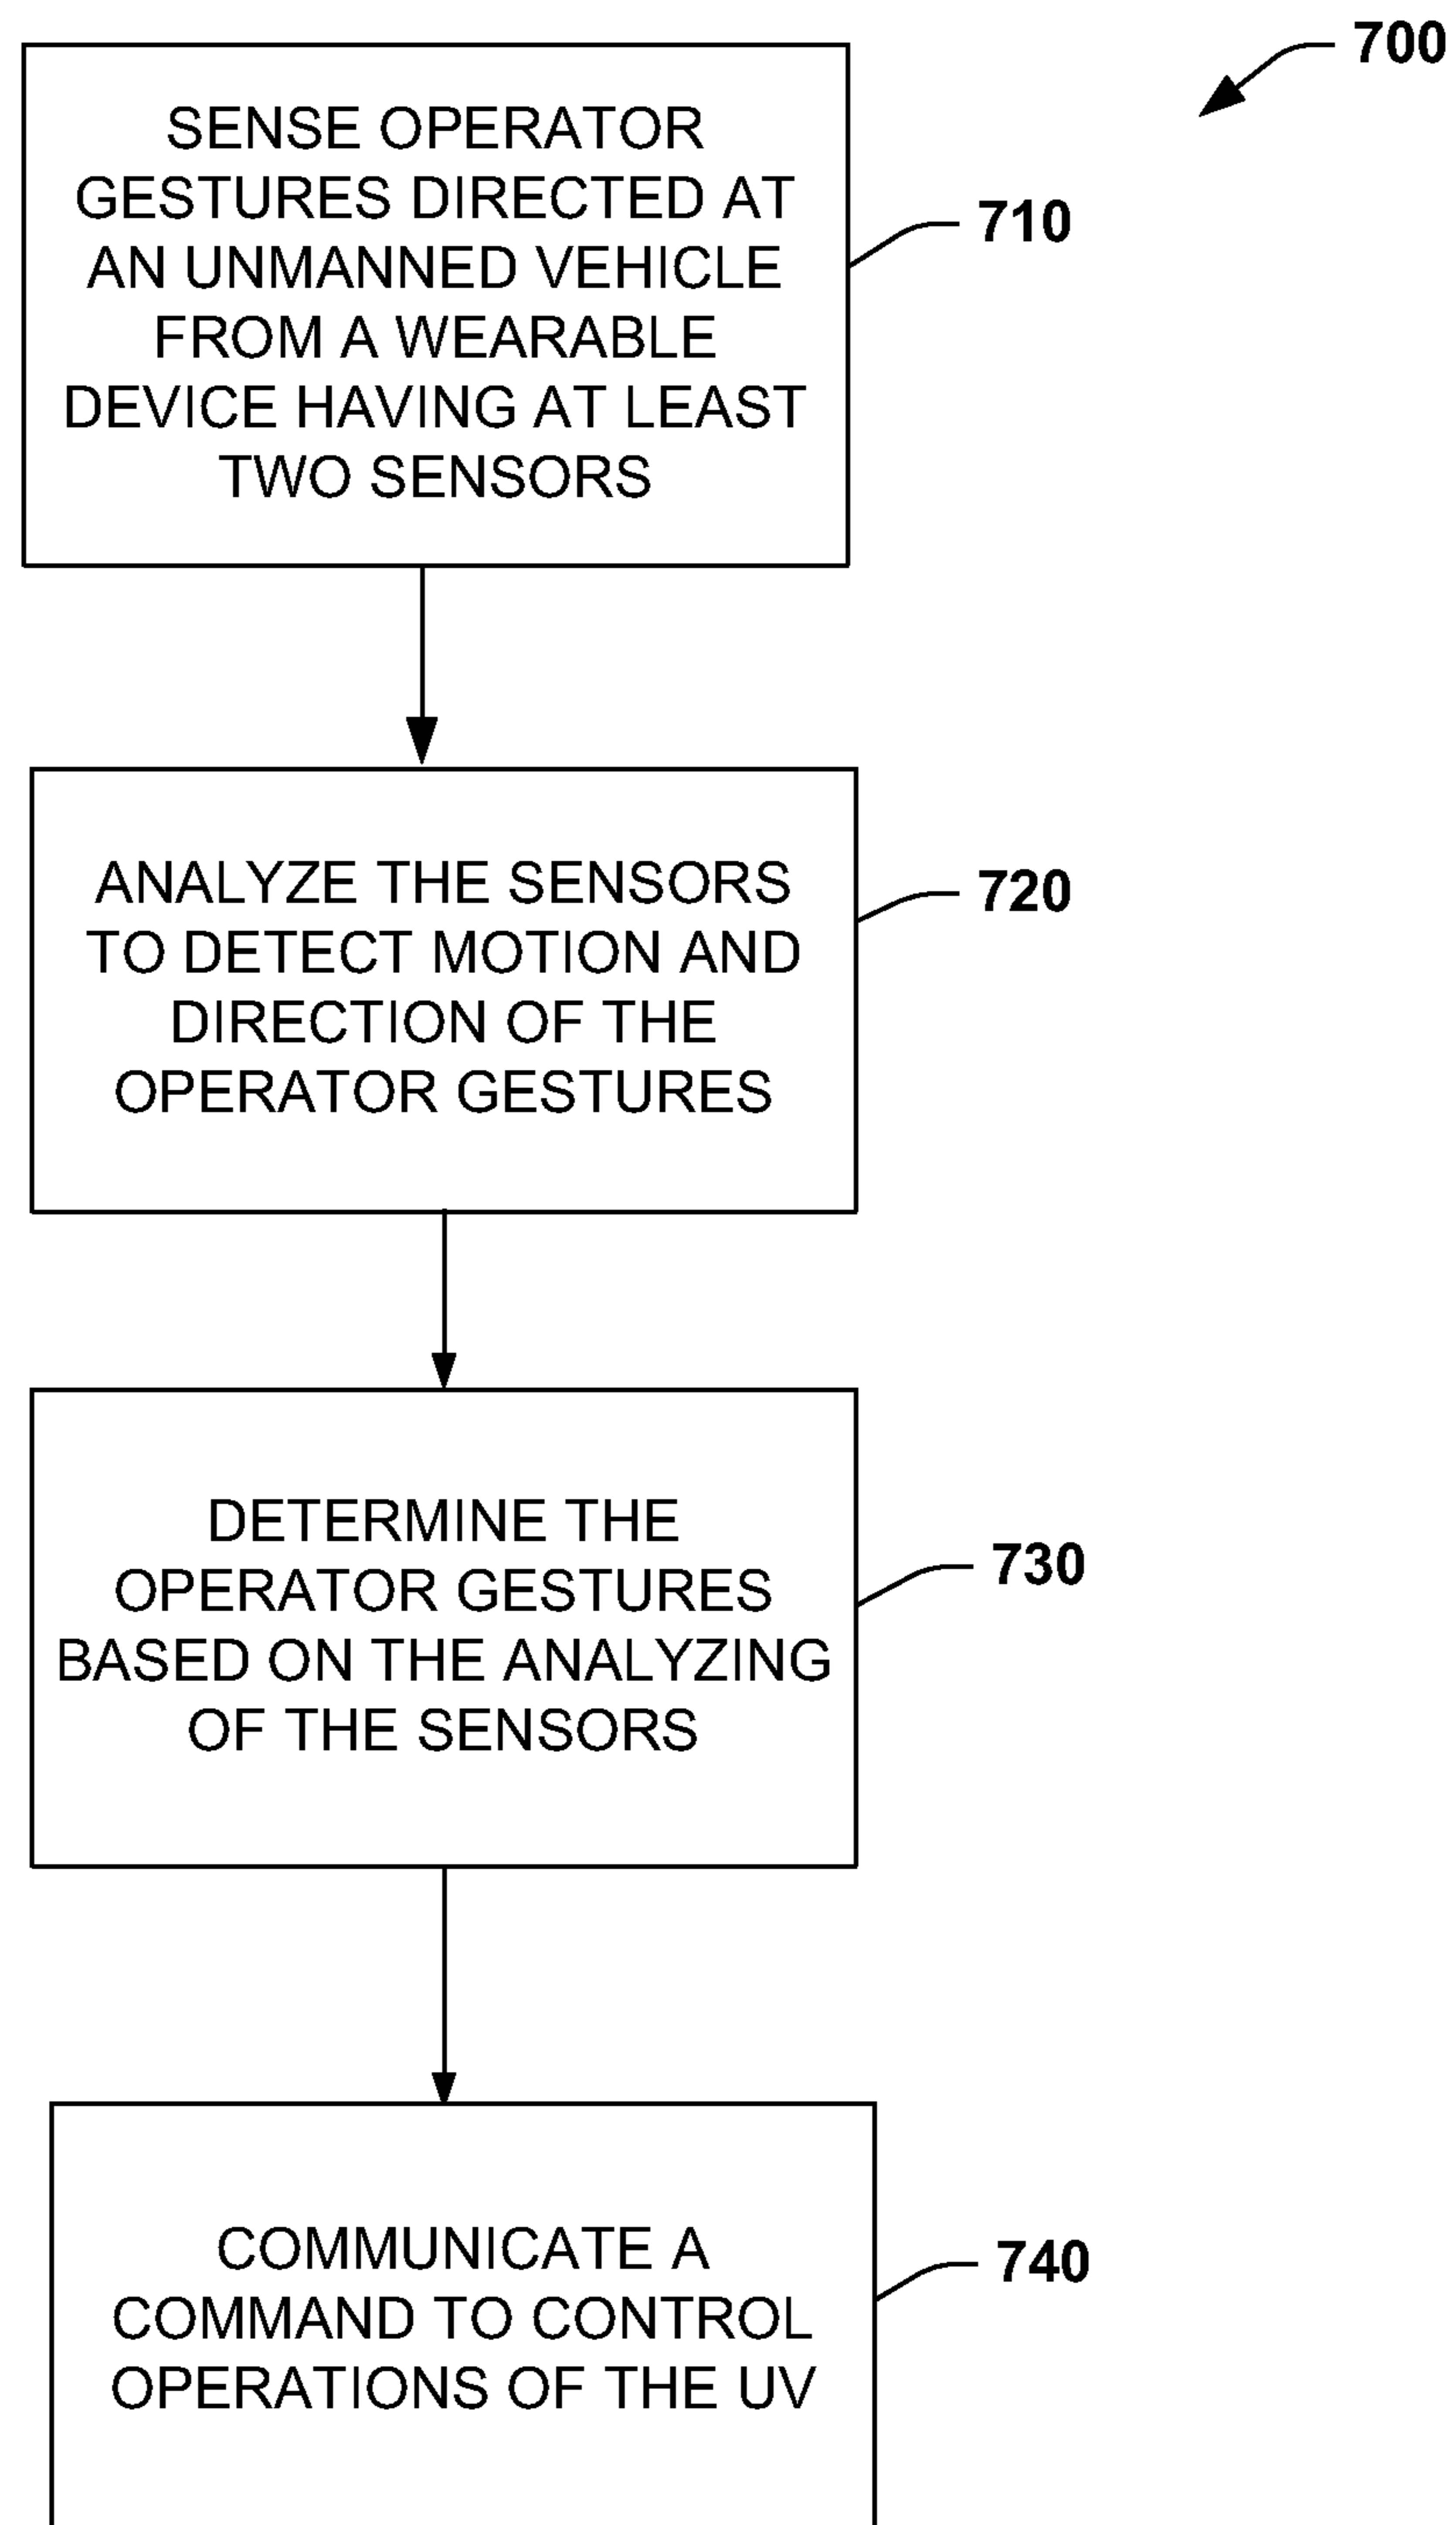 700
SENSE OPERATOR
GESTURES DIRECTED AT
AN UNMANNED VEHICLE
FROM A WEARABLE
DEVICE HAVING AT LEAST
TWO SENSORS
710
ANALYZE THE SENSORS
TO DETECT MOTION AND
DIRECTION OF THE
OPERATOR GESTURES
720
DETERMINE THE
OPERATOR GESTURES
BASED ON THE ANALYZING
OF THE SENSORS
730
COMMUNICATE A
COMMAND TO CONTROL
OPERATIONS OF THE UV
740